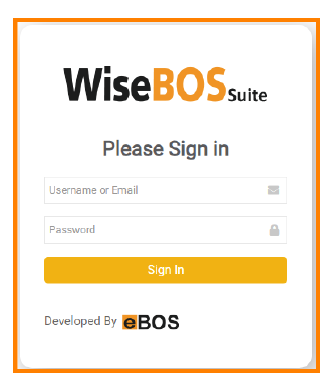 WiseBOS Suite
Please Sign in
Username or Email
Password
Sign In
Developed By eBOS